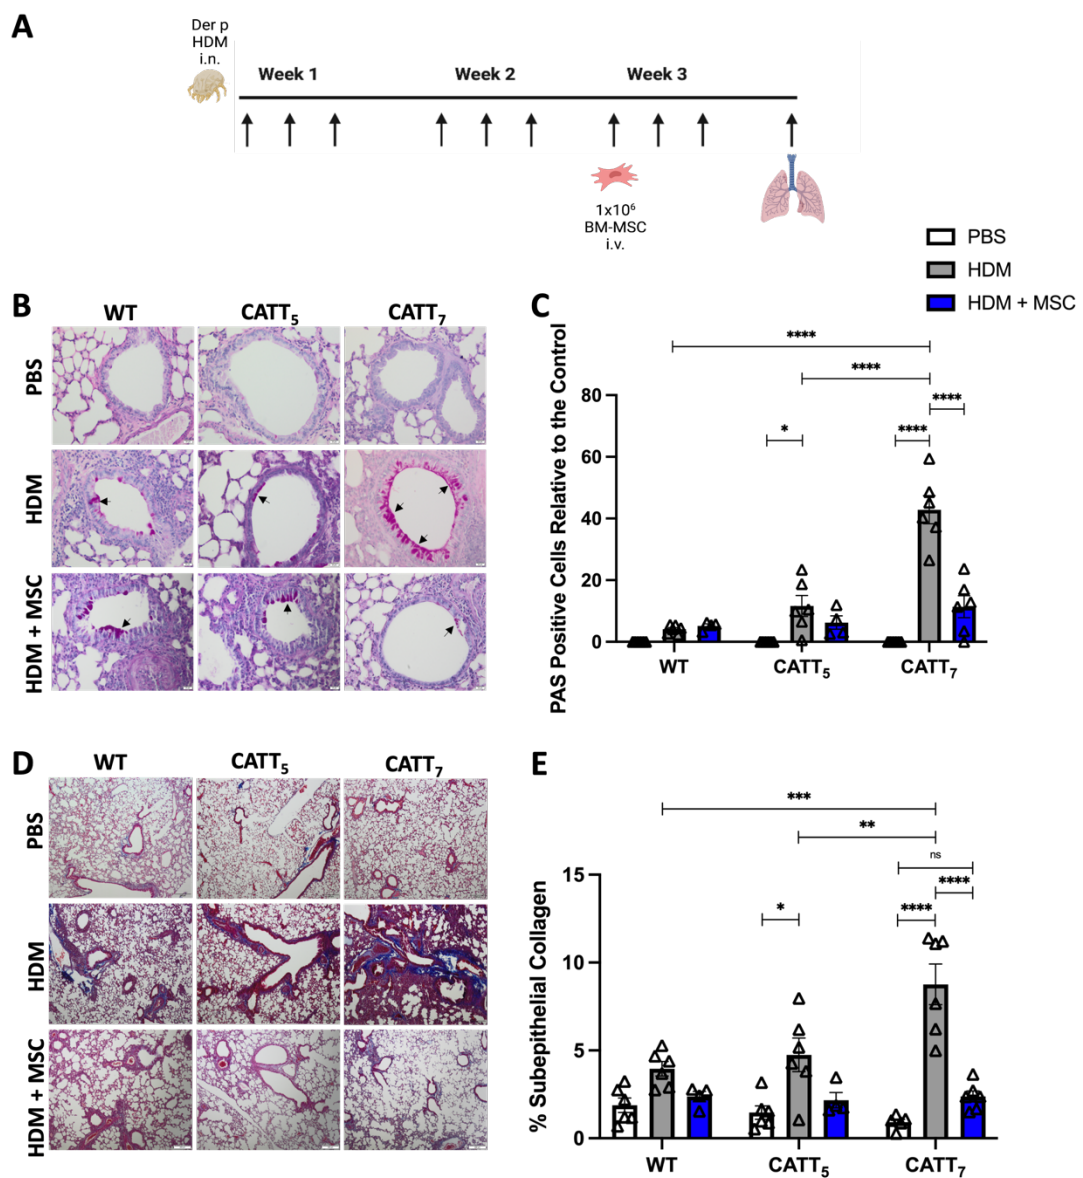 A
Der p
HDM
i.n.
Week 1
Week 2
Week 3
1x10⁶
BM-MSC
i.v.
PBS
HDM
HDM + MSC
B
WT
CATT₅
CATT₇
PBS
HDM
HDM + MSC
C
PAS Positive Cells Relative to the Control
80
60
40
20
0
****
****
*
****
****
WT
CATT₅
CATT₇
D
WT
CATT₅
CATT₇
PBS
HDM
HDM + MSC
E
% Subepithelial Collagen
15
10
5
0
***
**
ns
****
****
*
WT
CATT₅
CATT₇